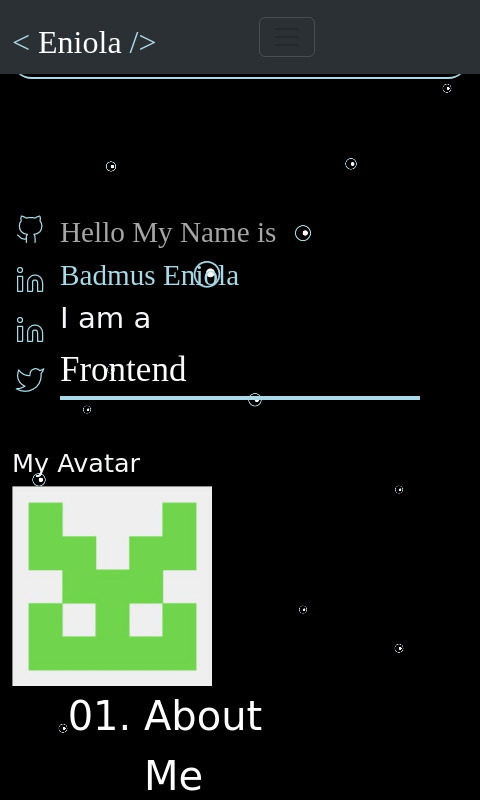 < Eniola />
Hello My Name is
Badmus Eniola
I am a
Frontend
My Avatar
01. About
Me